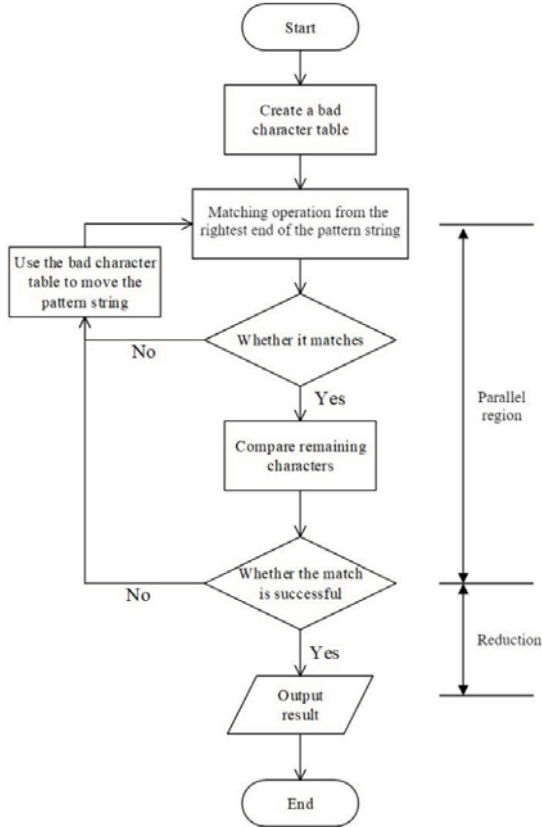 Start
Create a bad
character table
Matching operation from the
rightest end of the pattern string
Use the bad character
table to move the
pattern string
Whether it matches
No
Yes
Parallel
region
Compare remaining
characters
Whether the match
is successful
No
Yes
Reduction
Output
result
End